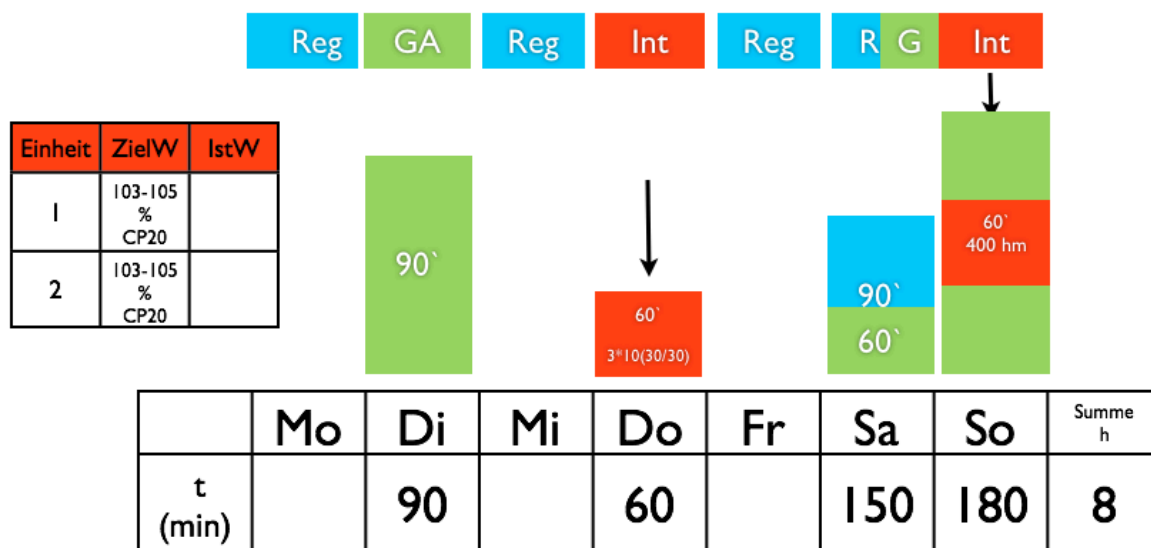 Reg GA Reg Int Reg R G Int
Einheit ZielW IstW
1 103-105
%
CP20
2 103-105
%
CP20
90`
60`
3*10(30/30)
90`
60`
60`
400 hm
Mo Di Mi Do Fr Sa So Summe
h
t
(min) 90 60 150 180 8